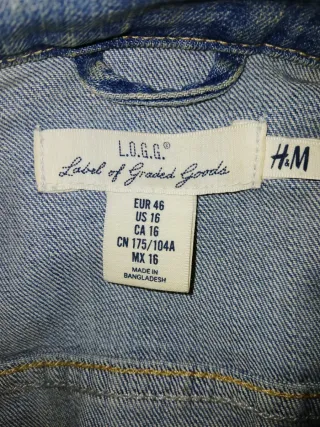 L.O.G.G.®
Label of Graded Goods
H&M
EUR 46
US 16
CA 16
CN 175/104A
MX 16
MADE IN
BANGLADESH